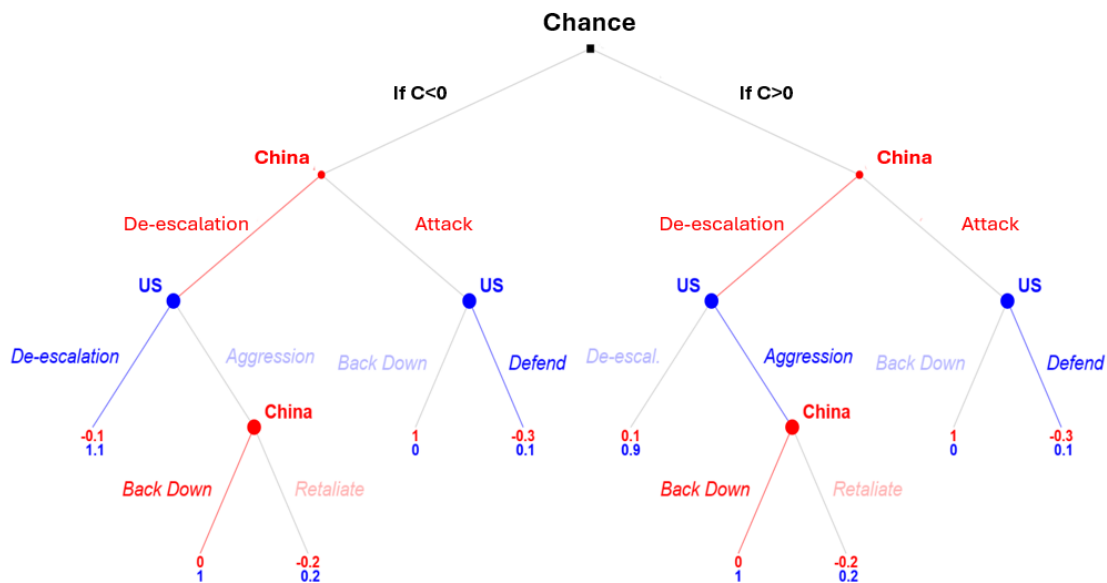 Chance
If C<0
If C>0
China
China
De-escalation
Attack
De-escalation
Attack
US
US
US
US
De-escalation
Aggression
Back Down
Defend
De-escal.
Aggression
Back Down
Defend
China
China
-0.1
1.1
1
0
-0.3
0.1
0.1
0.9
1
0
-0.3
0.1
Back Down
Retaliate
Back Down
Retaliate
0
1
-0.2
0.2
0
1
-0.2
0.2